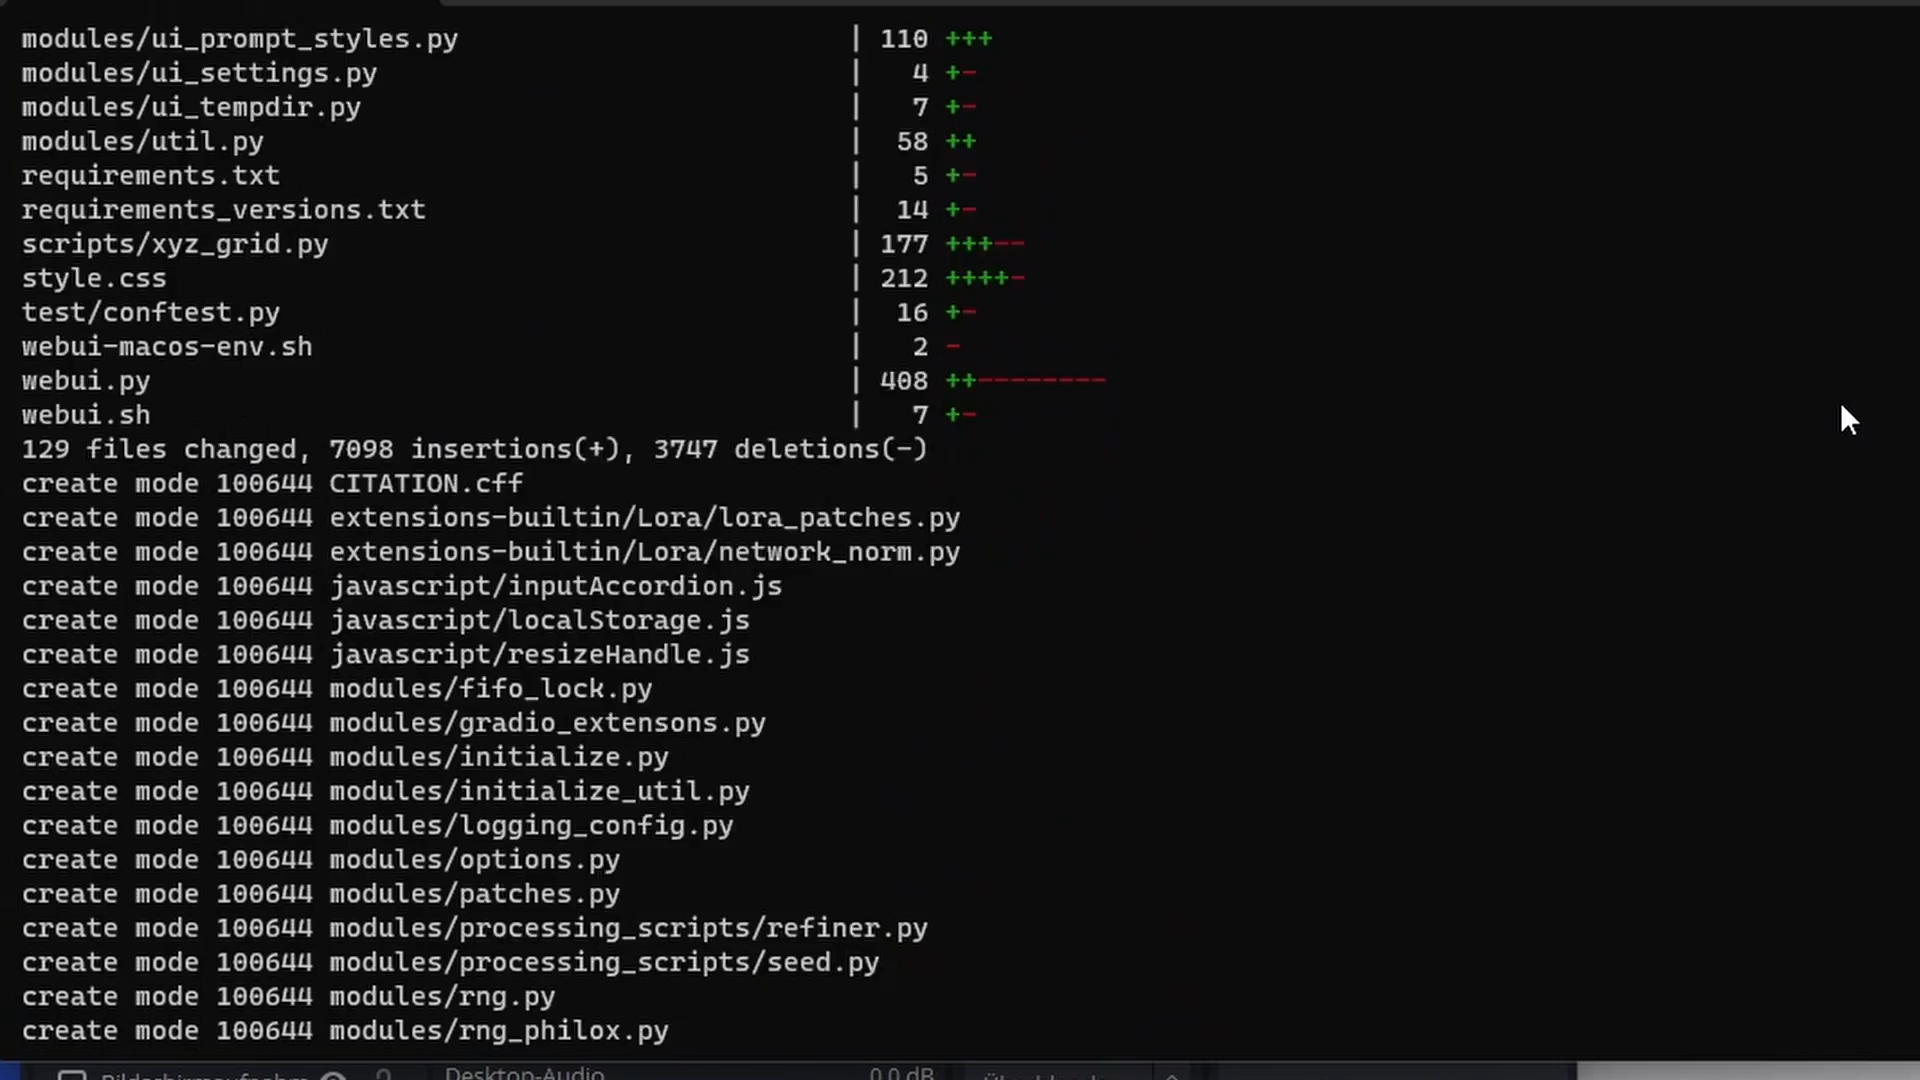 modules/ui_prompt_styles.py | 110 +++
modules/ui_settings.py | 4 +-
modules/ui_tempdir.py | 7 +-
modules/util.py | 58 ++
requirements.txt | 5 +-
requirements_versions.txt | 14 +-
scripts/xyz_grid.py | 177 +++--
style.css | 212 ++++-
test/conftest.py | 16 +-
webui-macos-env.sh | 2 -
webui.py | 408 ++--------
webui.sh | 7 +-
129 files changed, 7098 insertions(+), 3747 deletions(-)
create mode 100644 CITATION.cff
create mode 100644 extensions-builtin/Lora/lora_patches.py
create mode 100644 extensions-builtin/Lora/network_norm.py
create mode 100644 javascript/inputAccordion.js
create mode 100644 javascript/localStorage.js
create mode 100644 javascript/resizeHandle.js
create mode 100644 modules/fifo_lock.py
create mode 100644 modules/gradio_extensons.py
create mode 100644 modules/initialize.py
create mode 100644 modules/initialize_util.py
create mode 100644 modules/logging_config.py
create mode 100644 modules/options.py
create mode 100644 modules/patches.py
create mode 100644 modules/processing_scripts/refiner.py
create mode 100644 modules/processing_scripts/seed.py
create mode 100644 modules/rng.py
create mode 100644 modules/rng_philox.py
Desktop-Audio 0.0 dB